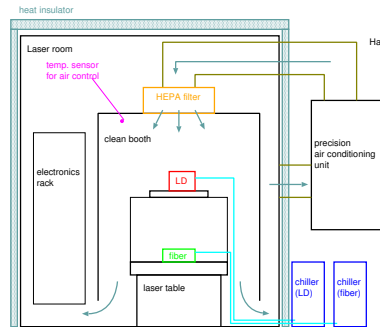 heat insulator
Laser room
Ha
temp. sensor
for air control
HEPA filter
clean booth
precision
air conditioning
unit
electronics
rack
LD
fiber
laser table
chiller
(LD)
chiller
(fiber)